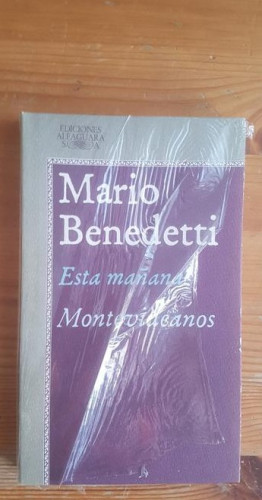 EDICIONES
ALFAGUARA
S. A.
Mario
Benedetti
Esta mañana
Montevideanos